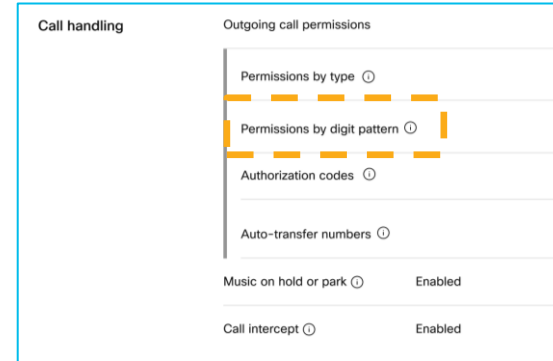 Call handling
Outgoing call permissions
Permissions by type
Permissions by digit pattern
Authorization codes
Auto-transfer numbers
Music on hold or park Enabled
Call intercept Enabled